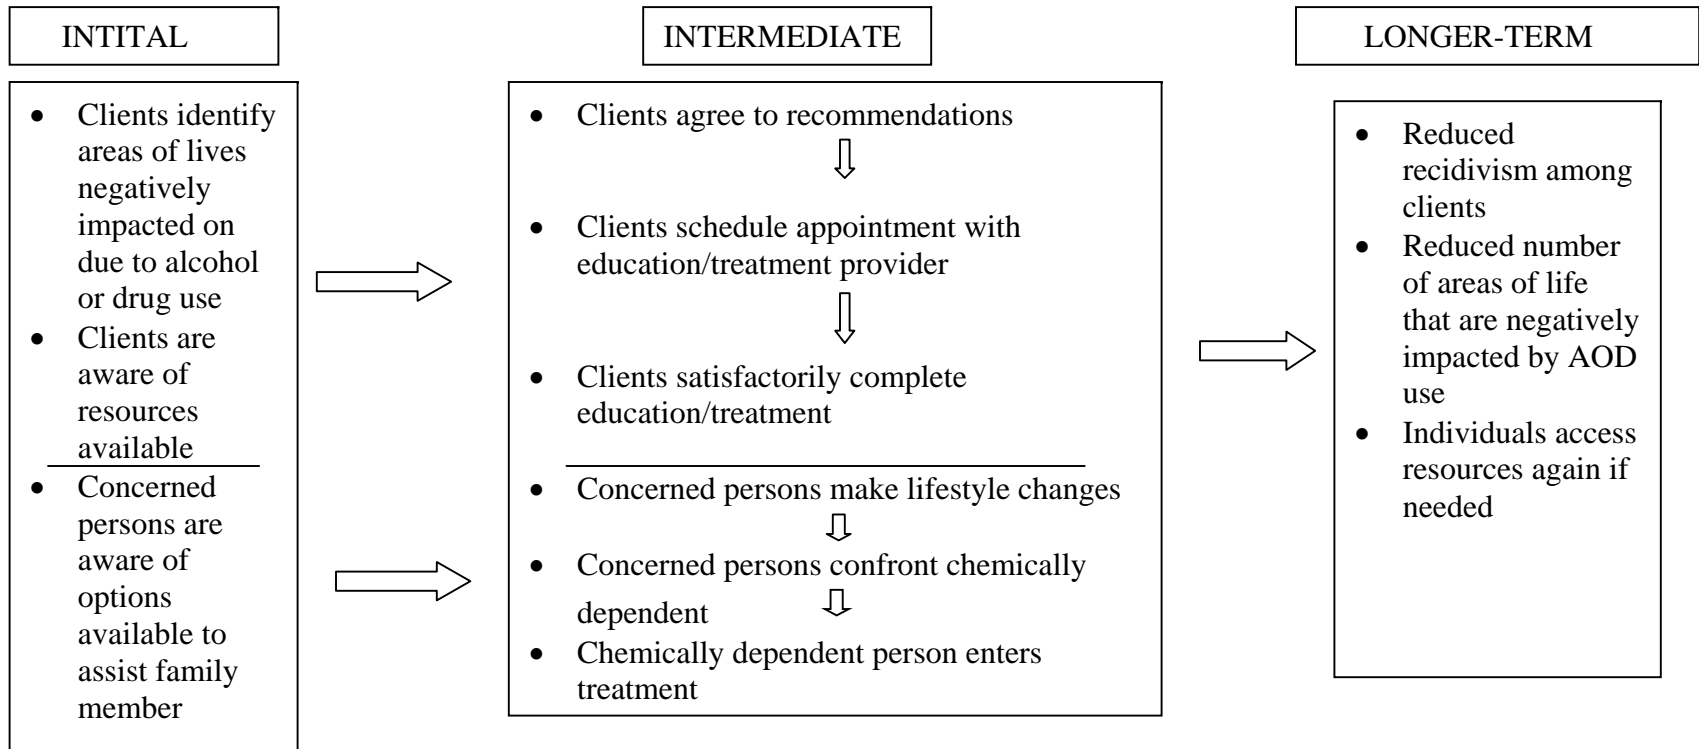 INTITAL
• Clients identify
areas of lives
negatively
impacted on
due to alcohol
or drug use
• Clients are
aware of
resources
available
• Concerned
persons are
aware of
options
available to
assist family
member
INTERMEDIATE
• Clients agree to recommendations
• Clients schedule appointment with
education/treatment provider
• Clients satisfactorily complete
education/treatment
• Concerned persons make lifestyle changes
• Concerned persons confront chemically
dependent
• Chemically dependent person enters
treatment
LONGER-TERM
• Reduced
recidivism among
clients
• Reduced number
of areas of life
that are negatively
impacted by AOD
use
• Individuals access
resources again if
needed